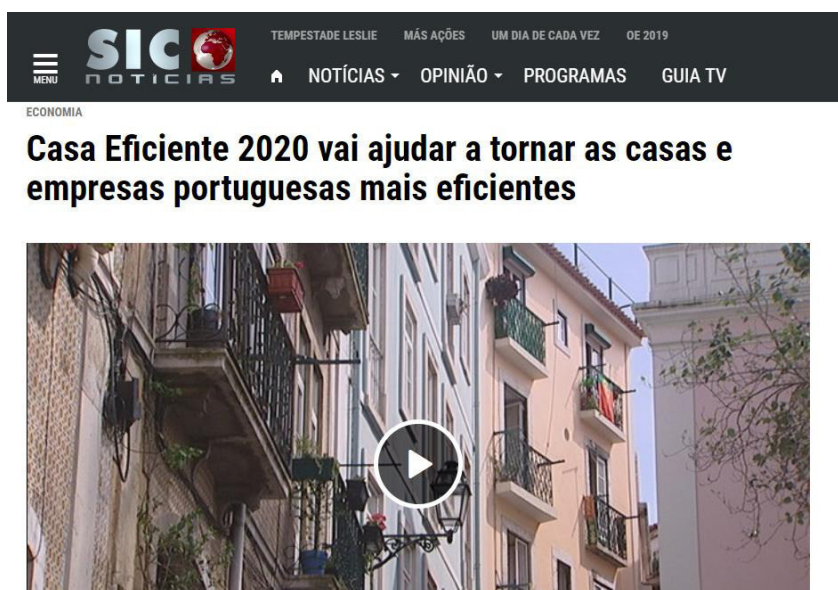 SIC
NOTÍCIAS
MENU
TEMPESTADE LESLIE MÁS AÇÕES UM DIA DE CADA VEZ OE 2019
NOTÍCIAS OPINIÃO PROGRAMAS GUIA TV
ECONOMIA
Casa Eficiente 2020 vai ajudar a tornar as casas e
empresas portuguesas mais eficientes